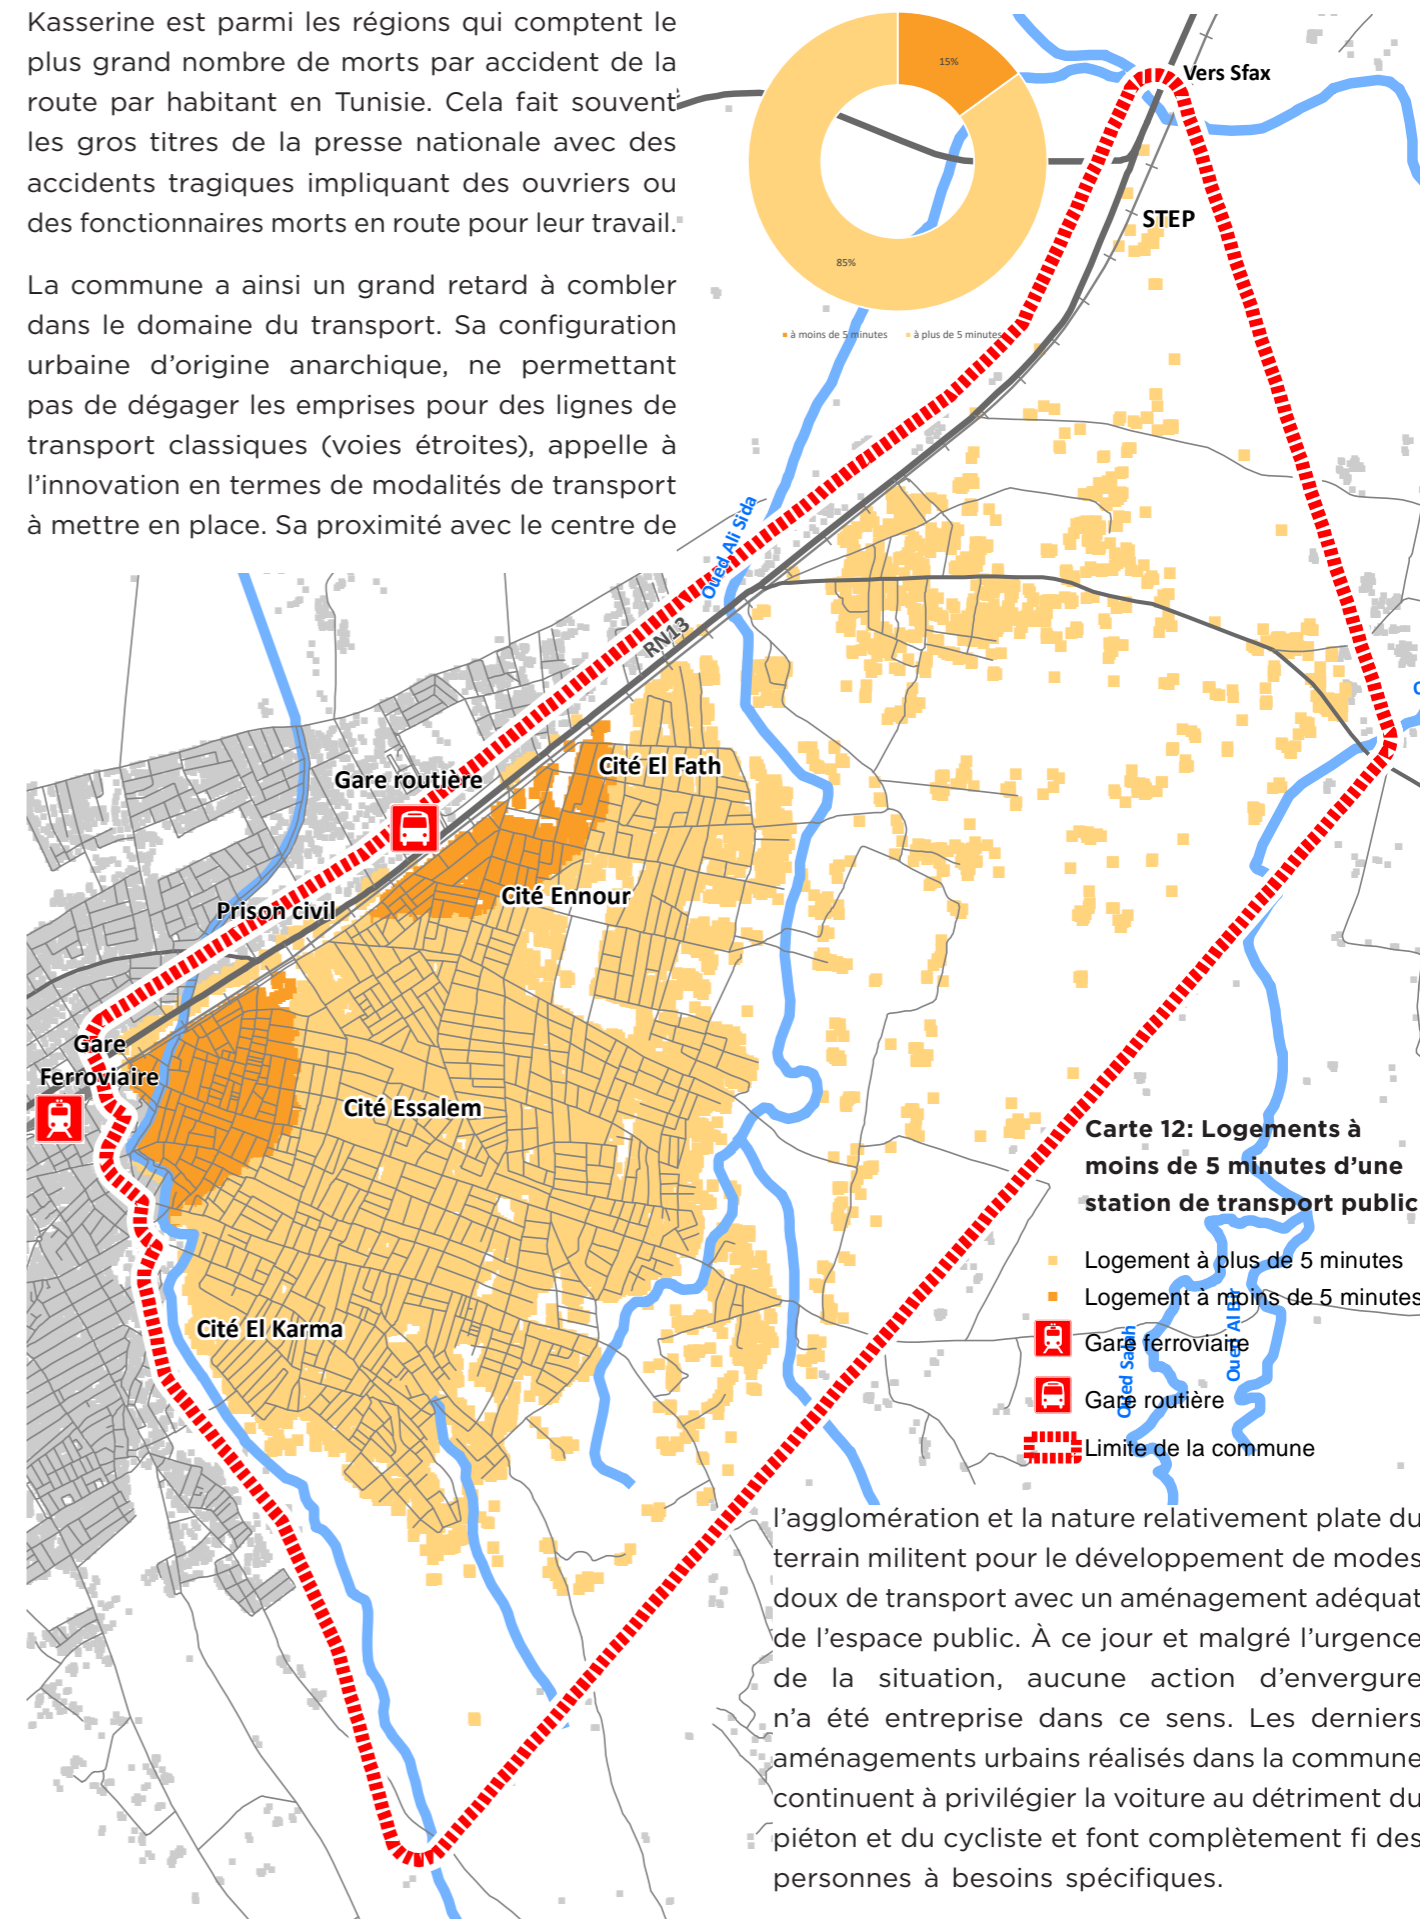 Kasserine est parmi les régions qui comptent le
plus grand nombre de morts par accident de la
route par habitant en Tunisie. Cela fait souvent
les gros titres de la presse nationale avec des
accidents tragiques impliquant des ouvriers ou
des fonctionnaires morts en route pour leur travail.
La commune a ainsi un grand retard à combler
dans le domaine du transport. Sa configuration
urbaine d’origine anarchique, ne permettant
pas de dégager les emprises pour des lignes de
transport classiques (voies étroites), appelle à
l’innovation en termes de modalités de transport
à mettre en place. Sa proximité avec le centre de
15%
85%
à moins de 5 minutes
à plus de 5 minutes
Vers Sfax
STEP
Oued Ali Sida
RN13
Gare routière
Cité El Fath
Cité Ennour
Prison civil
Gare
Ferroviaire
Cité Essalem
Cité El Karma
Carte 12: Logements à
moins de 5 minutes d’une
station de transport public
Logement à plus de 5 minutes
Logement à moins de 5 minutes
Gare ferroviaire
Gare routière
Limite de la commune
l’agglomération et la nature relativement plate du
terrain militent pour le développement de modes
doux de transport avec un aménagement adéquat
de l’espace public. À ce jour et malgré l’urgence
de la situation, aucune action d’envergure
n’a été entreprise dans ce sens. Les derniers
aménagements urbains réalisés dans la commune
continuent à privilégier la voiture au détriment du
piéton et du cycliste et font complètement fi des
personnes à besoins spécifiques.